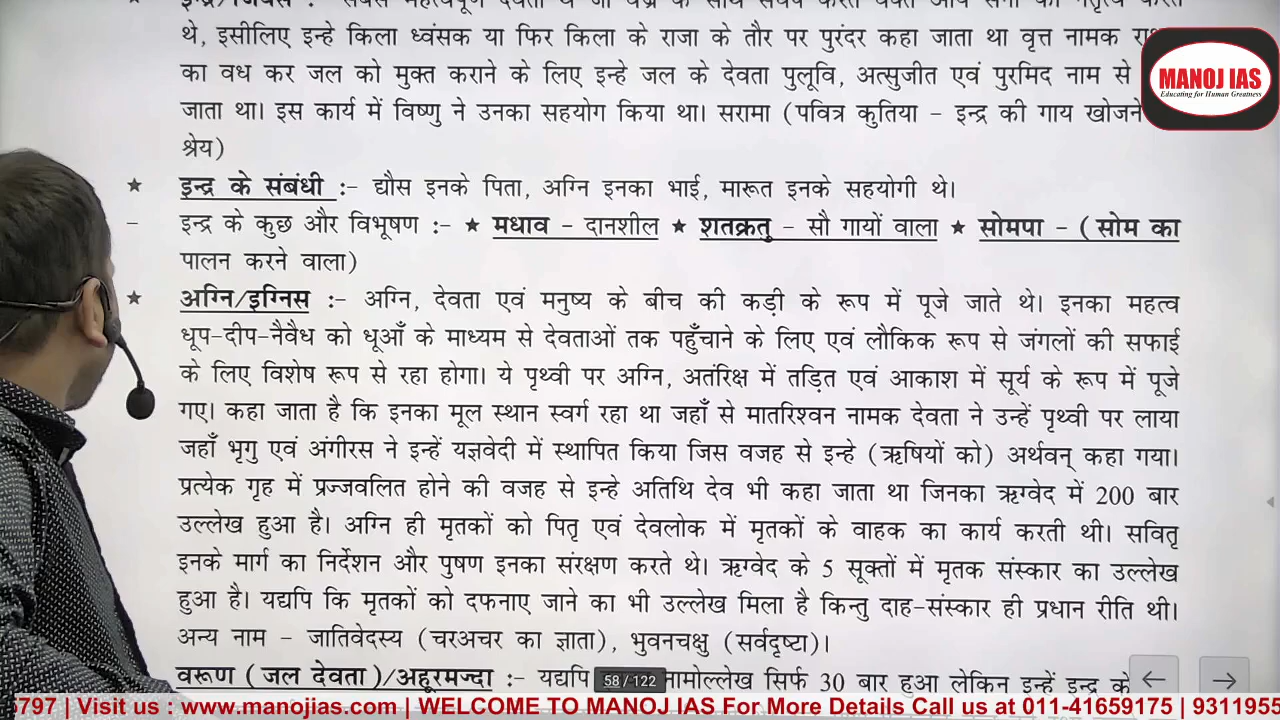 थे, इसीलिए इन्हे किला ध्वंसक या फिर किला के राजा के तौर पर पुरंदर कहा जाता था वृत्त नामक
का वध कर जल को मुक्त कराने के लिए इन्हे जल के देवता पुलूवि, अत्सुजीत एवं पुरमिद नाम से
जाता था। इस कार्य में विष्णु ने उनका सहयोग किया था। सरामा (पवित्र कुतिया – इन्द्र की गाय खोजने
श्रेय)
★ इन्द्र के संबंधी :- द्यौस इनके पिता, अग्नि इनका भाई, मारूत इनके सहयोगी थे।
– इन्द्र के कुछ और विभूषण :- ★ मधाव – दानशील ★ शतक्रतु – सौ गायों वाला ★ सोमपा – (सोम का
पालन करने वाला)
★ अग्नि/इग्निस :- अग्नि, देवता एवं मनुष्य के बीच की कड़ी के रूप में पूजे जाते थे। इनका महत्व
धूप-दीप-नैवैध को धूआँ के माध्यम से देवताओं तक पहुँचाने के लिए एवं लौकिक रूप से जंगलों की सफाई
के लिए विशेष रूप से रहा होगा। ये पृथ्वी पर अग्नि, अतंरिक्ष में तड़ित एवं आकाश में सूर्य के रूप में पूजे
गए। कहा जाता है कि इनका मूल स्थान स्वर्ग रहा था जहाँ से मातरिश्वन नामक देवता ने उन्हें पृथ्वी पर लाया
जहाँ भृगु एवं अंगीरस ने इन्हें यज्ञवेदी में स्थापित किया जिस वजह से इन्हे (ऋषियों को) अर्थवन् कहा गया।
प्रत्येक गृह में प्रज्जवलित होने की वजह से इन्हे अतिथि देव भी कहा जाता था जिनका ऋग्वेद में 200 बार
उल्लेख हुआ है। अग्नि ही मृतकों को पितृ एवं देवलोक में मृतकों के वाहक का कार्य करती थी। सवितृ
इनके मार्ग का निर्देशन और पुषण इनका संरक्षण करते थे। ऋग्वेद के 5 सूक्तों में मृतक संस्कार का उल्लेख
हुआ है। यद्यपि कि मृतकों को दफनाए जाने का भी उल्लेख मिला है किन्तु दाह-संस्कार ही प्रधान रीति थी।
अन्य नाम – जातिवेदस्य (चरअचर का ज्ञाता), भुवनचक्षु (सर्वदृष्टा)।
वरूण (जल देवता)/अहूरमज्दा :- यद्यपि नामोल्लेख सिर्फ 30 बार हुआ लेकिन इन्हें इन्द्र के
58 / 122
MANOJ IAS
Educating for Human Greatness
5797 | Visit us : www.manojias.com | WELCOME TO MANOJ IAS For More Details Call us at 011-41659175 | 9311955